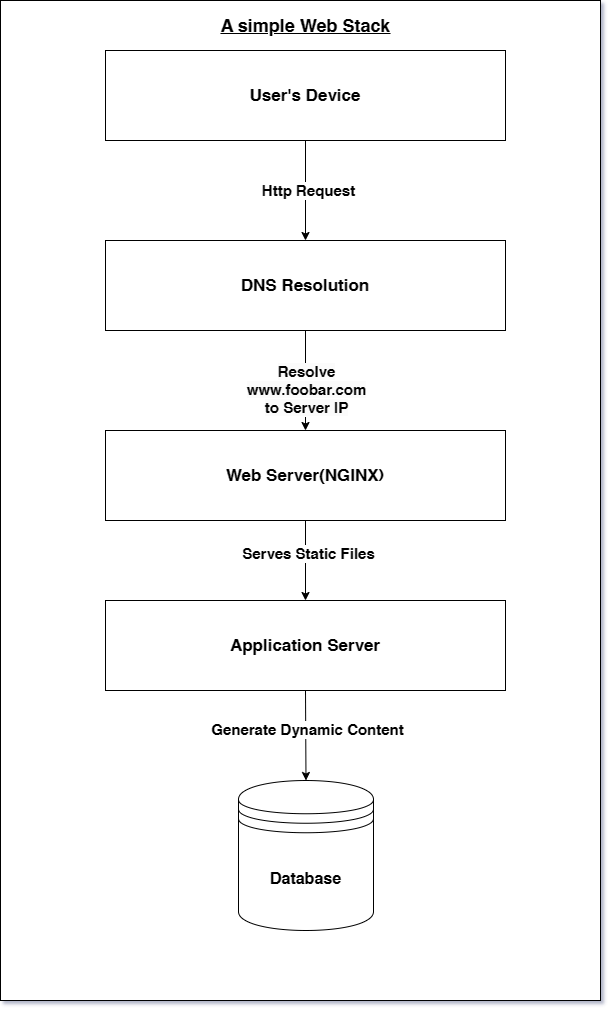 A simple Web Stack
User's Device
Http Request
DNS Resolution
Resolve
www.foobar.com
to Server IP
Web Server(NGINX)
Serves Static Files
Application Server
Generate Dynamic Content
Database